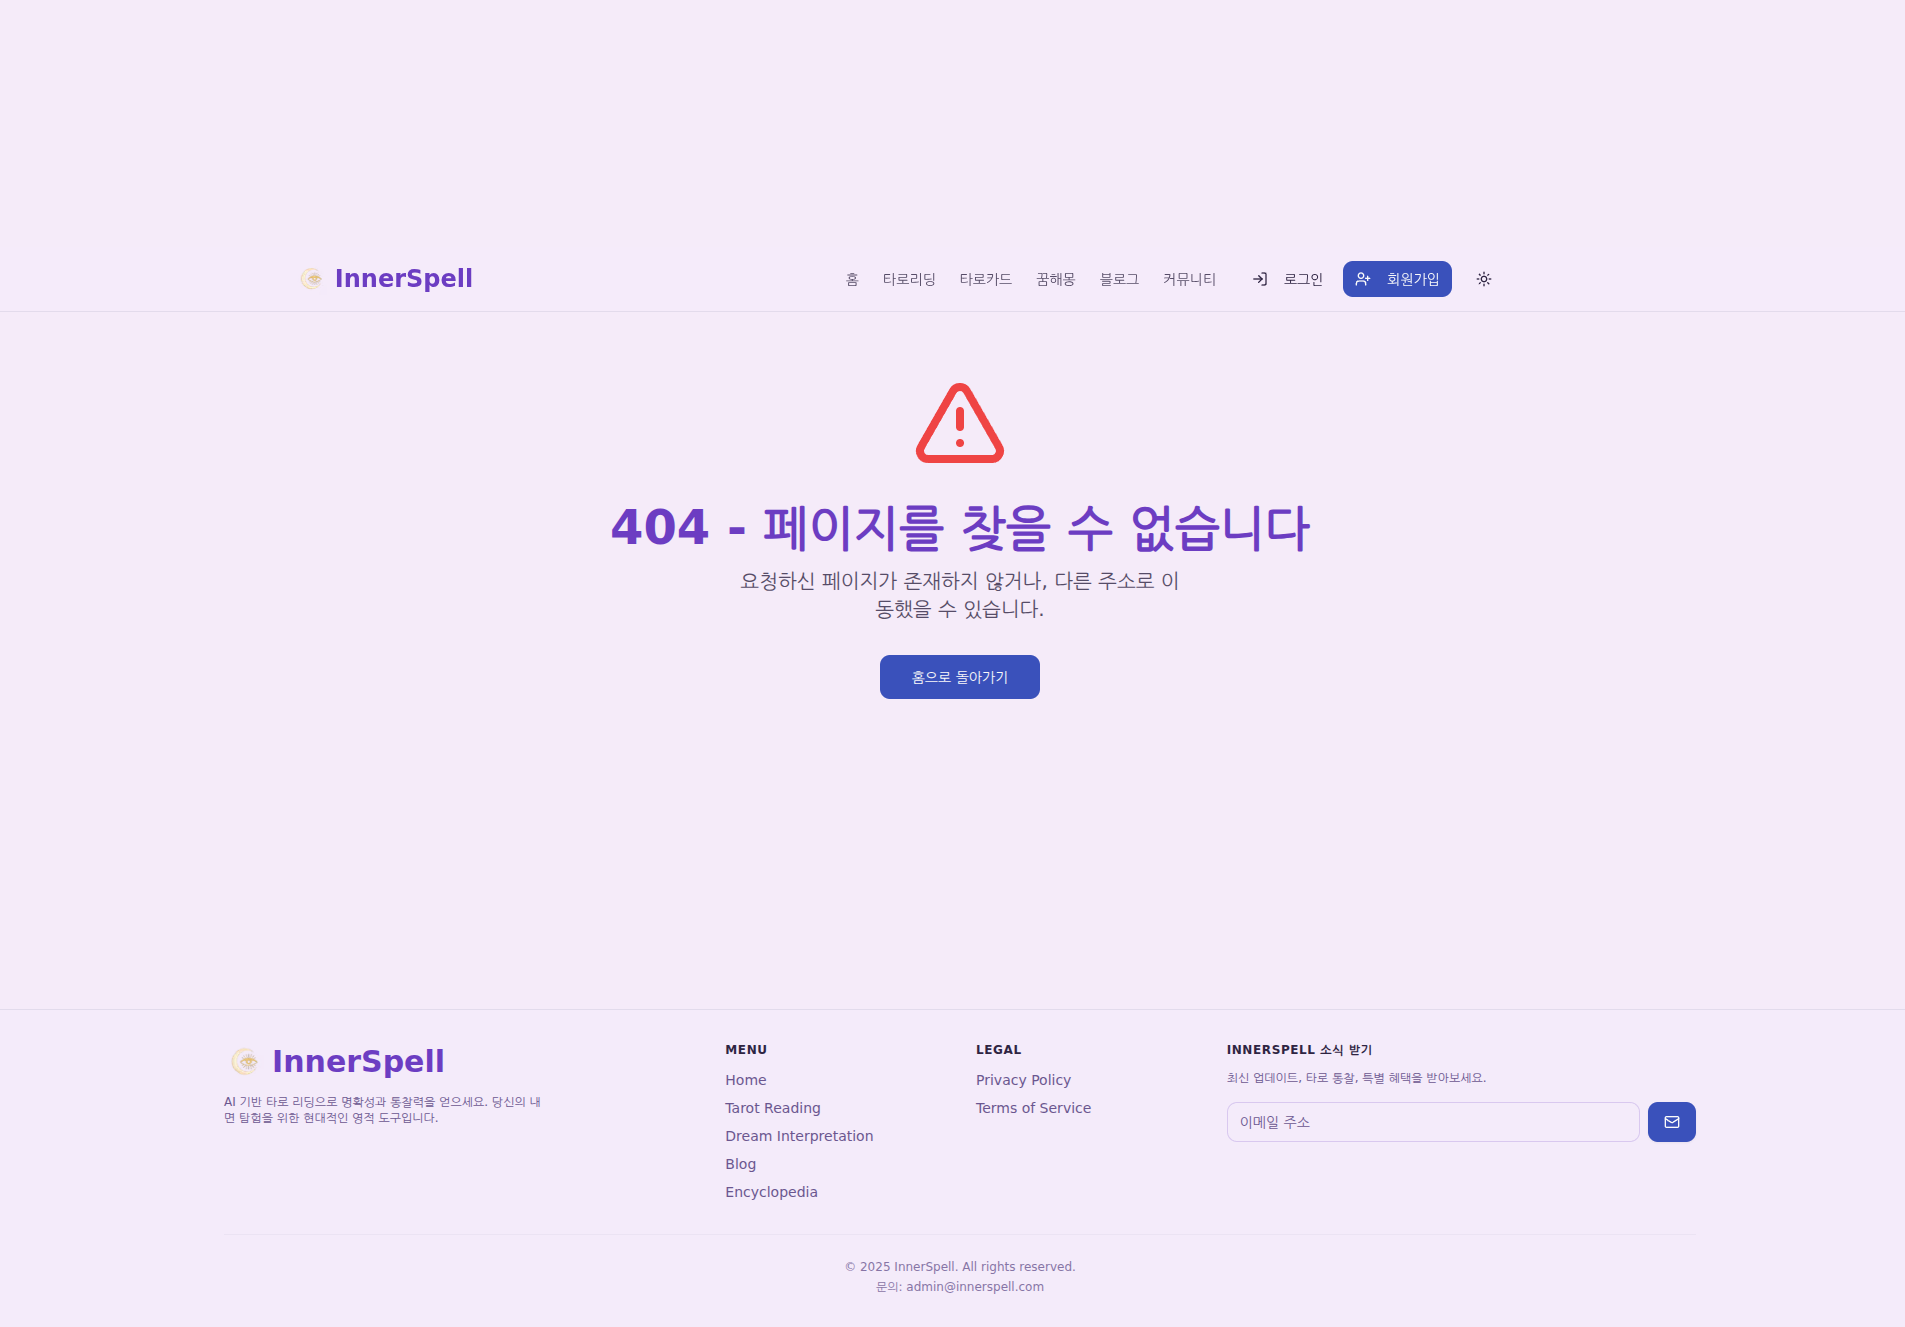 InnerSpell
홈 타로리딩 타로카드 꿈해몽 블로그 커뮤니티 로그인 회원가입
404 - 페이지를 찾을 수 없습니다
요청하신 페이지가 존재하지 않거나, 다른 주소로 이
동했을 수 있습니다.
홈으로 돌아가기
InnerSpell
AI 기반 타로 리딩으로 명확성과 통찰력을 얻으세요. 당신의 내
면 탐험을 위한 현대적인 영적 도구입니다.
MENU
Home
Tarot Reading
Dream Interpretation
Blog
Encyclopedia
LEGAL
Privacy Policy
Terms of Service
INNERSPELL 소식 받기
최신 업데이트, 타로 통찰, 특별 혜택을 받아보세요.
이메일 주소
© 2025 InnerSpell. All rights reserved.
문의: admin@innerspell.com